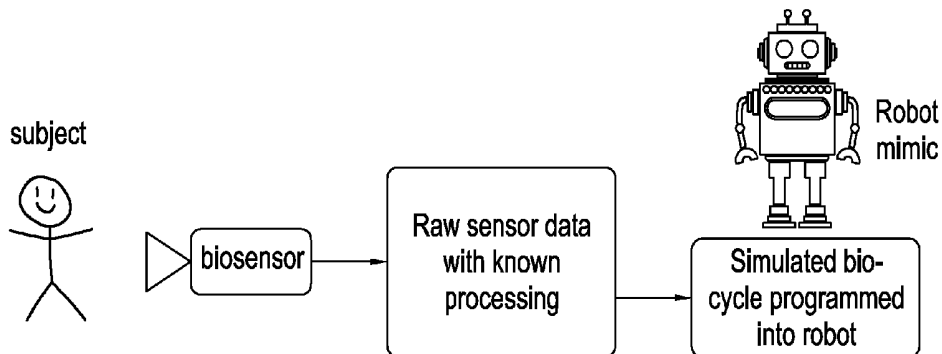 subject
biosensor
Raw sensor data
with known
processing
Robot
mimic
Simulated bio-
cycle programmed
into robot